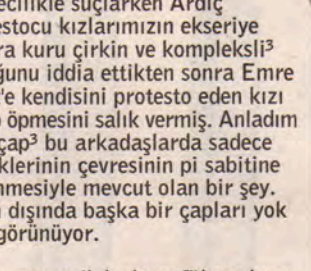 ecilikle suçlarken Ardıç
estocu kızlarımızın ekseriye
ra kuru çirkin ve kompleksli³
ğunu iddia ettikten sonra Emre
'e kendisini protesto eden kızı
öpmesini salık vermiş. Anladım
çap³ bu arkadaşlarda sadece
klerinin çevresinin pi sabitine
nmesiyle mevcut olan bir şey.
dışında başka bir çapları yok
görünüyor.